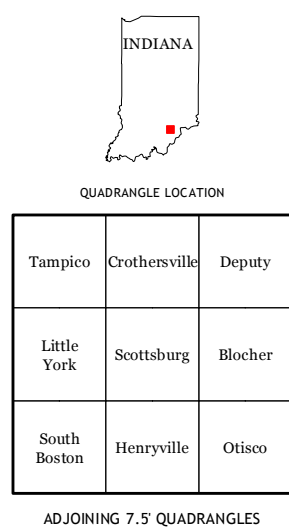 INDIANA
QUADRANGLE LOCATION
Tampico Crothersville Deputy
Little York Scottsburg Blocher
South Boston Henryville Otisco
ADJOINING 7.5' QUADRANGLES